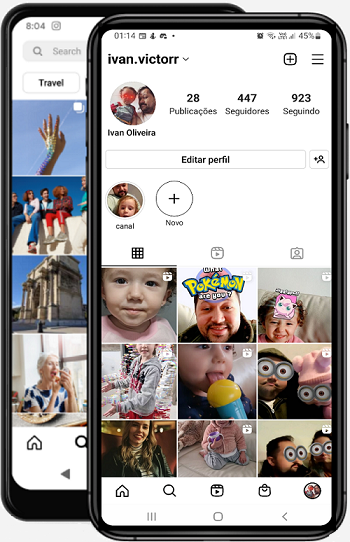 8:04
Search
Travel
01:14
45%
ivan.victorr
28
447
923
Publicações
Seguidores
Seguindo
Ivan Oliveira
Editar perfil
canal
Novo
What
POKÉMON
are you ?